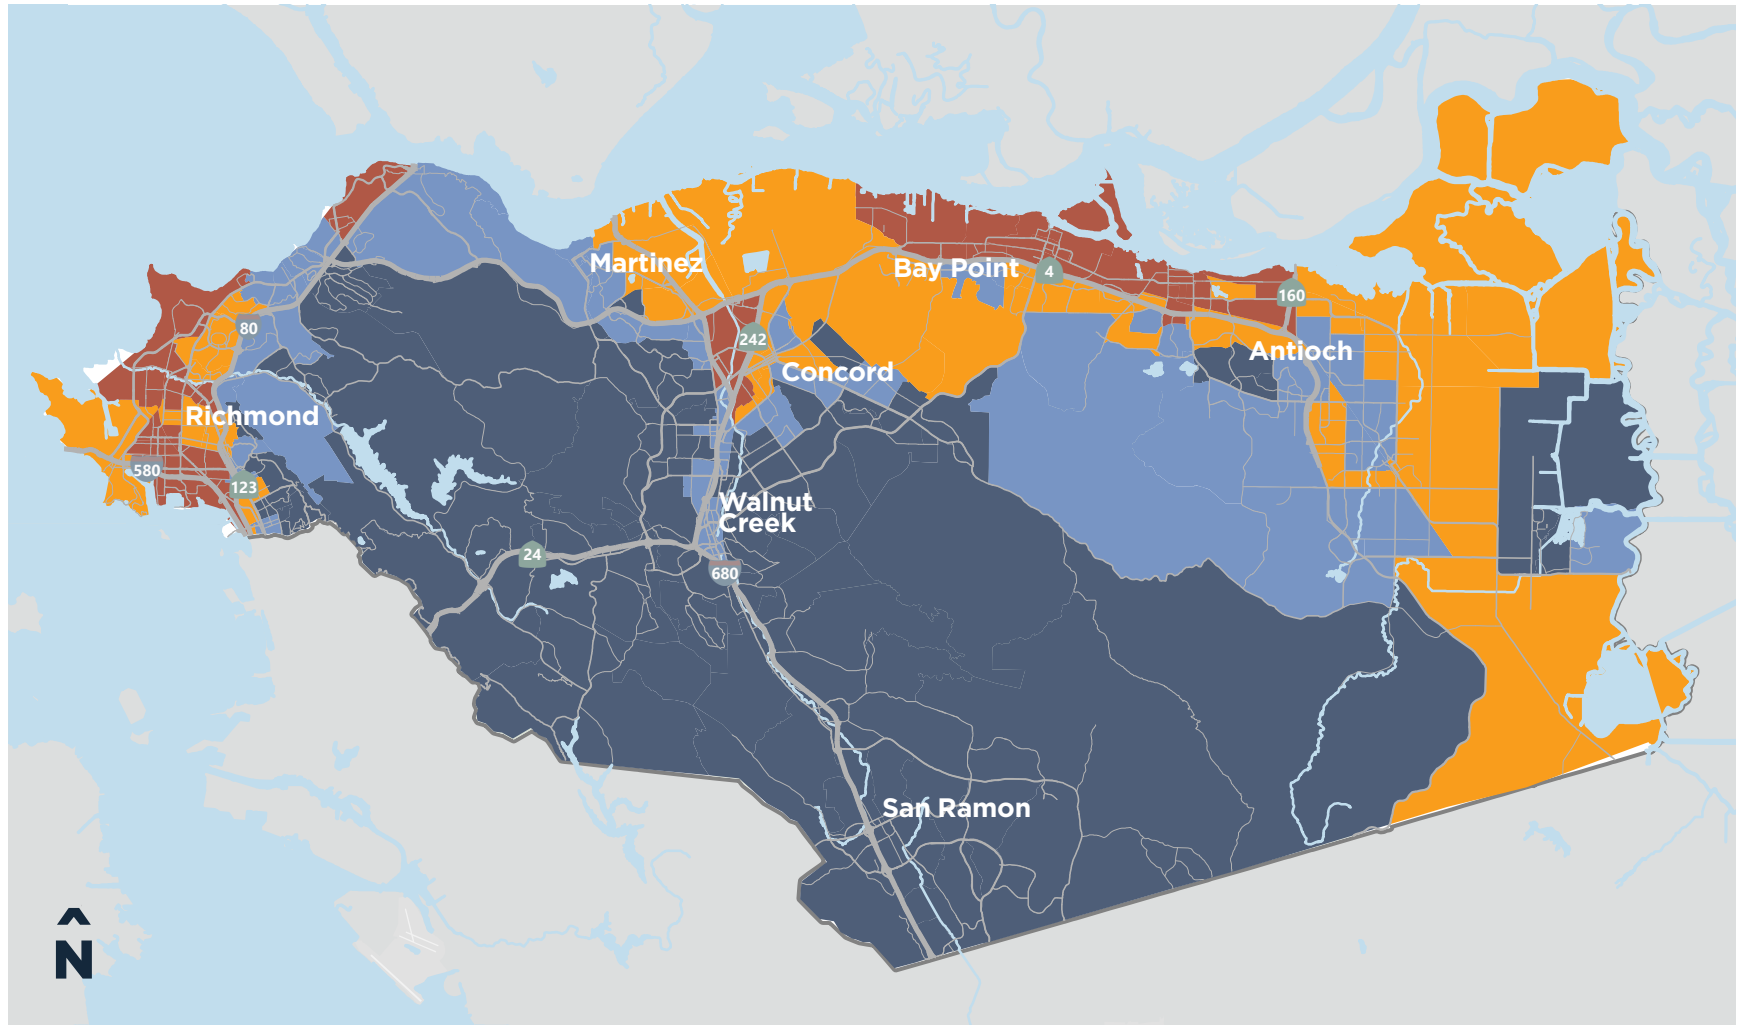 Martinez
Bay Point
4
160
80
242
Antioch
Concord
Richmond
580
123
Walnut
Creek
24
680
San Ramon
N